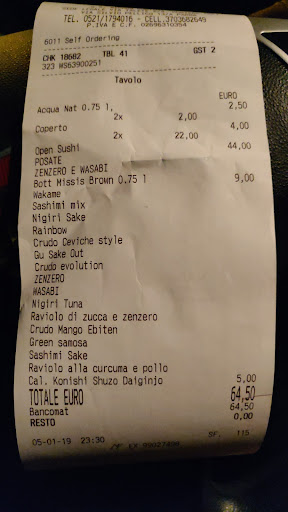 TEL. 0521/1794016 - CELL.3703682645
P.IVA E C.F. 02696310354
6011 Self Ordering
CHK 18682 TBL 41 GST 2
323 WS63900251
Tavolo
EURO
Acqua Nat 0.75 l, 2,50
2x 2,00
Coperto 4,00
2x 22,00
Open Sushi 44,00
POSATE
ZENZERO E WASABI
Bott Missis Brown 0.75 l 9,00
Wakame
Sashimi mix
Nigiri Sake
Rainbow
Crudo Ceviche style
Gu Sake Out
Crudo evolution
ZENZERO
WASABI
Nigiri Tuna
Raviolo di zucca e zenzero
Crudo Mango Ebiten
Green samosa
Sashimi Sake
Raviolo alla curcuma e pollo
Cal. Konishi Shuzo Daiginjo 5,00
TOTALE EURO 64,50
Bancomat 64,50
RESTO 0,00
05-01-19 23:30 SF. 115